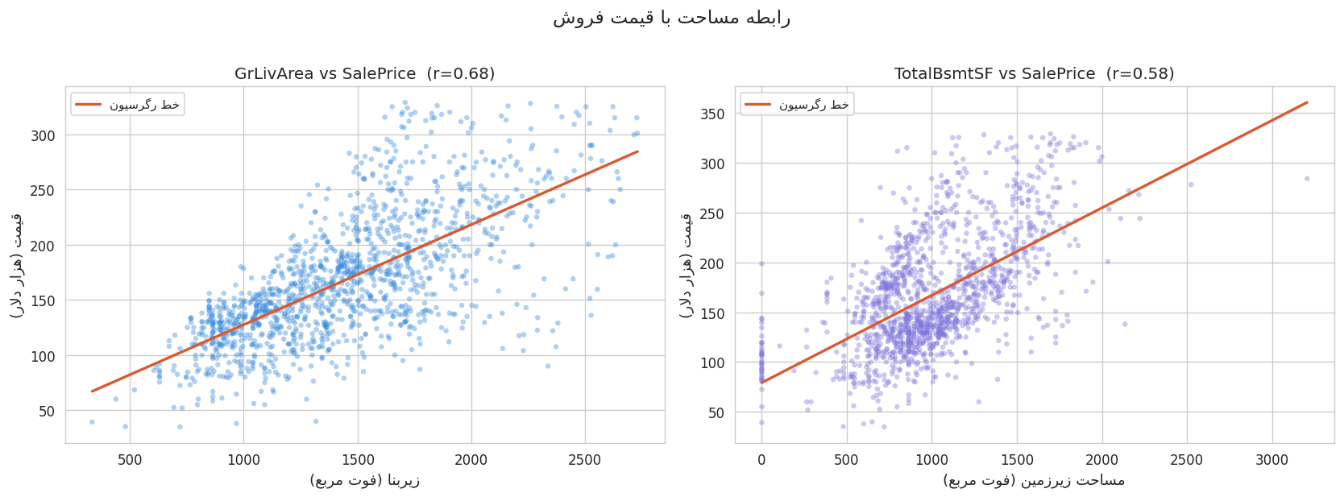 رابطه مساحت با قیمت فروش
GrLivArea vs SalePrice (r=0.68)
خط رگرسیون
قیمت (هزار دلار)
300
250
200
150
100
50
500
1000
1500
2000
2500
زیربنا (فوت مربع)
TotalBsmtSF vs SalePrice (r=0.58)
خط رگرسیون
قیمت (هزار دلار)
350
300
250
200
150
100
50
0
500
1000
1500
2000
2500
3000
مساحت زیرزمین (فوت مربع)